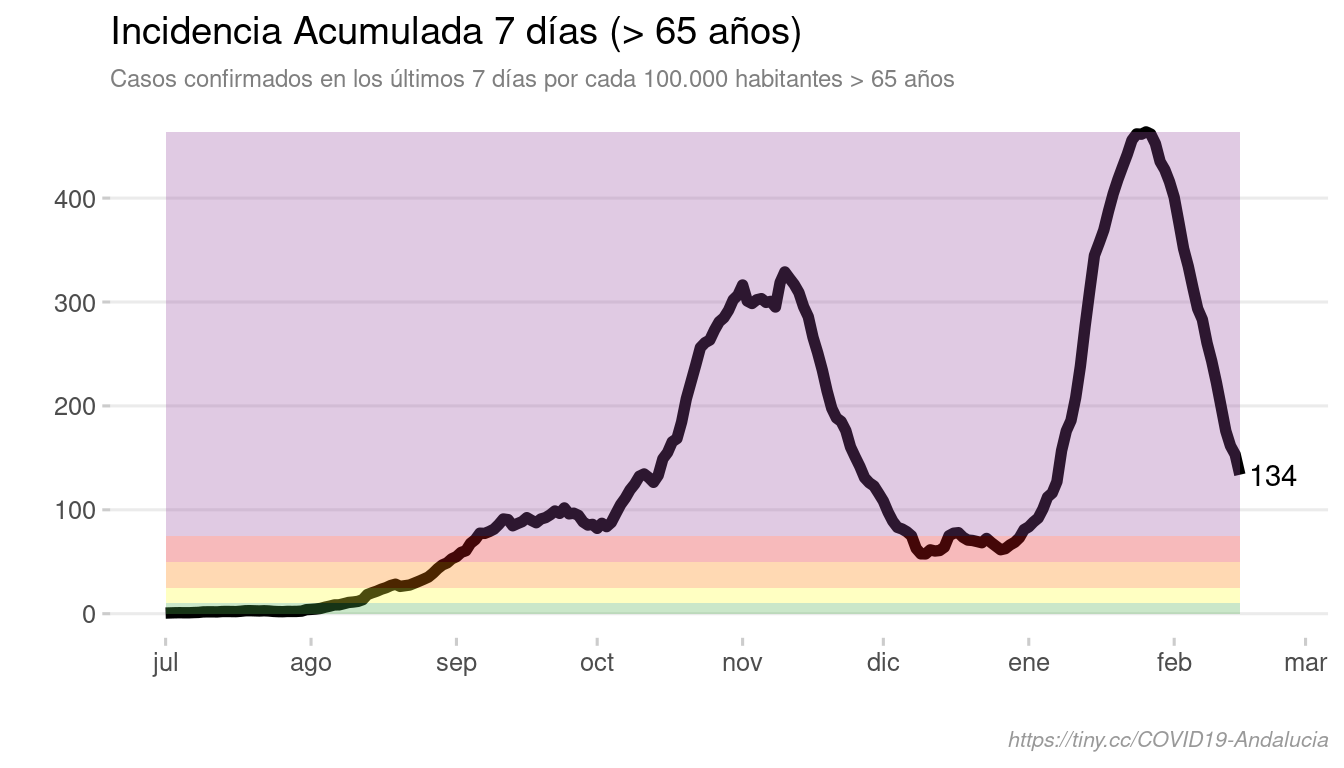 Incidencia Acumulada 7 días (> 65 años)
Casos confirmados en los últimos 7 días por cada 100.000 habitantes > 65 años
400
300
200
100
0
134
jul ago sep oct nov dic ene feb mar
https://tiny.cc/COVID19-Andalucia